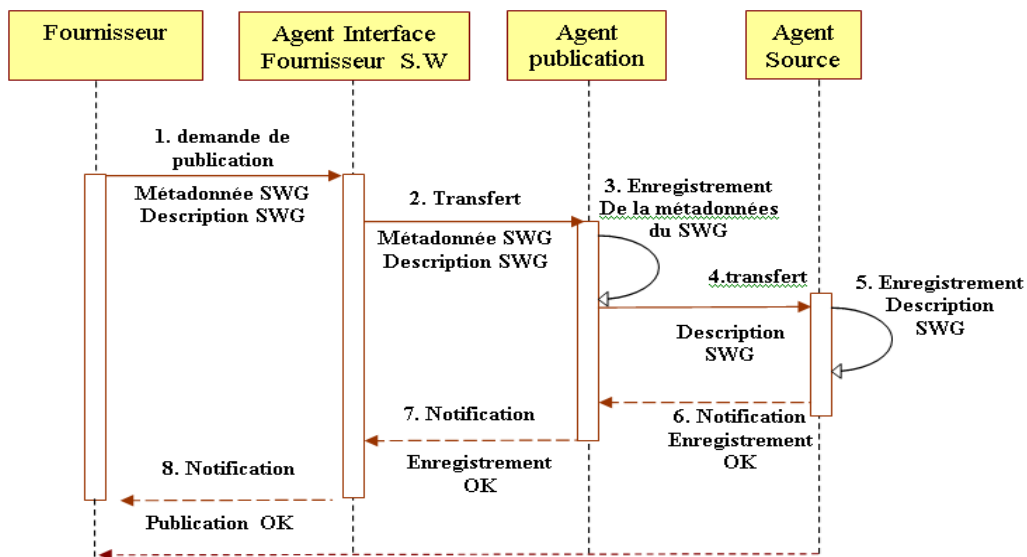 Fournisseur
Agent Interface
Fournisseur S.W
Agent
publication
Agent
Source
1. demande de
publication
Métadonnée SWG
Description SWG
2. Transfert
Métadonnée SWG
Description SWG
3. Enregistrement
De la métadonnées
du SWG
4.transfert
Description
SWG
5. Enregistrement
Description
SWG
6. Notification
Enregistrement
OK
7. Notification
Enregistrement
OK
8. Notification
Publication OK